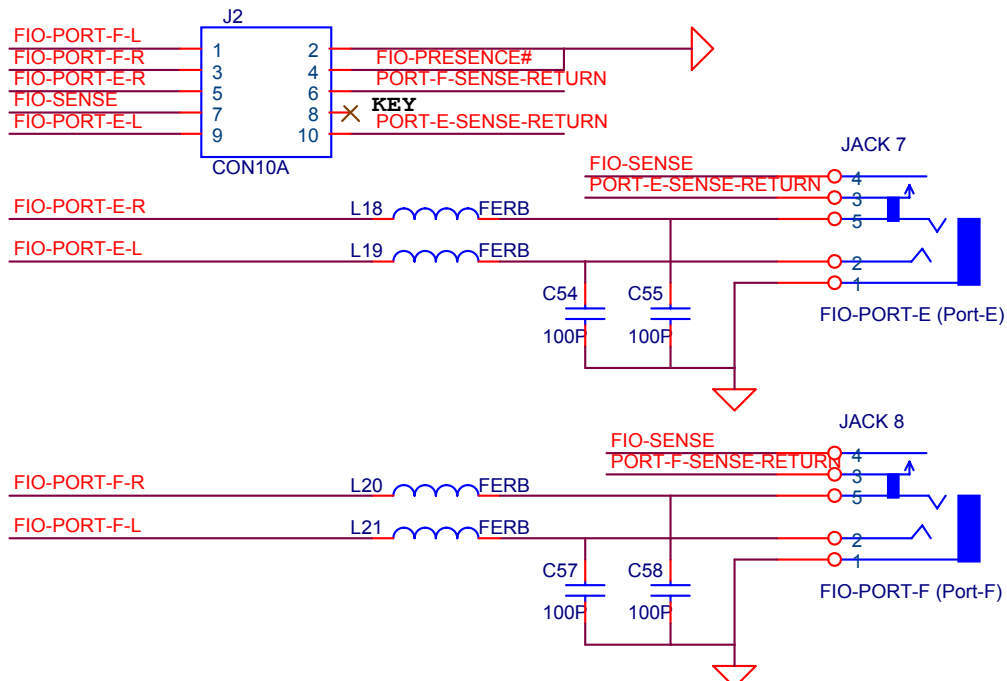 J2
FIO-PORT-F-L
1 2
FIO-PORT-F-R
3 4
FIO-PRESENCE#
FIO-PORT-E-R
5 6
PORT-F-SENSE-RETURN
FIO-SENSE
7 8
KEY
FIO-PORT-E-L
9 10
PORT-E-SENSE-RETURN
CON10A
JACK 7
FIO-SENSE
4
PORT-E-SENSE-RETURN
3
FIO-PORT-E-R
L18 FERB
5
FIO-PORT-E-L
L19 FERB
2
1
C54 C55
100P 100P
FIO-PORT-E (Port-E)
JACK 8
FIO-SENSE
4
PORT-F-SENSE-RETURN
3
FIO-PORT-F-R
L20 FERB
5
FIO-PORT-F-L
L21 FERB
2
1
C57 C58
100P 100P
FIO-PORT-F (Port-F)